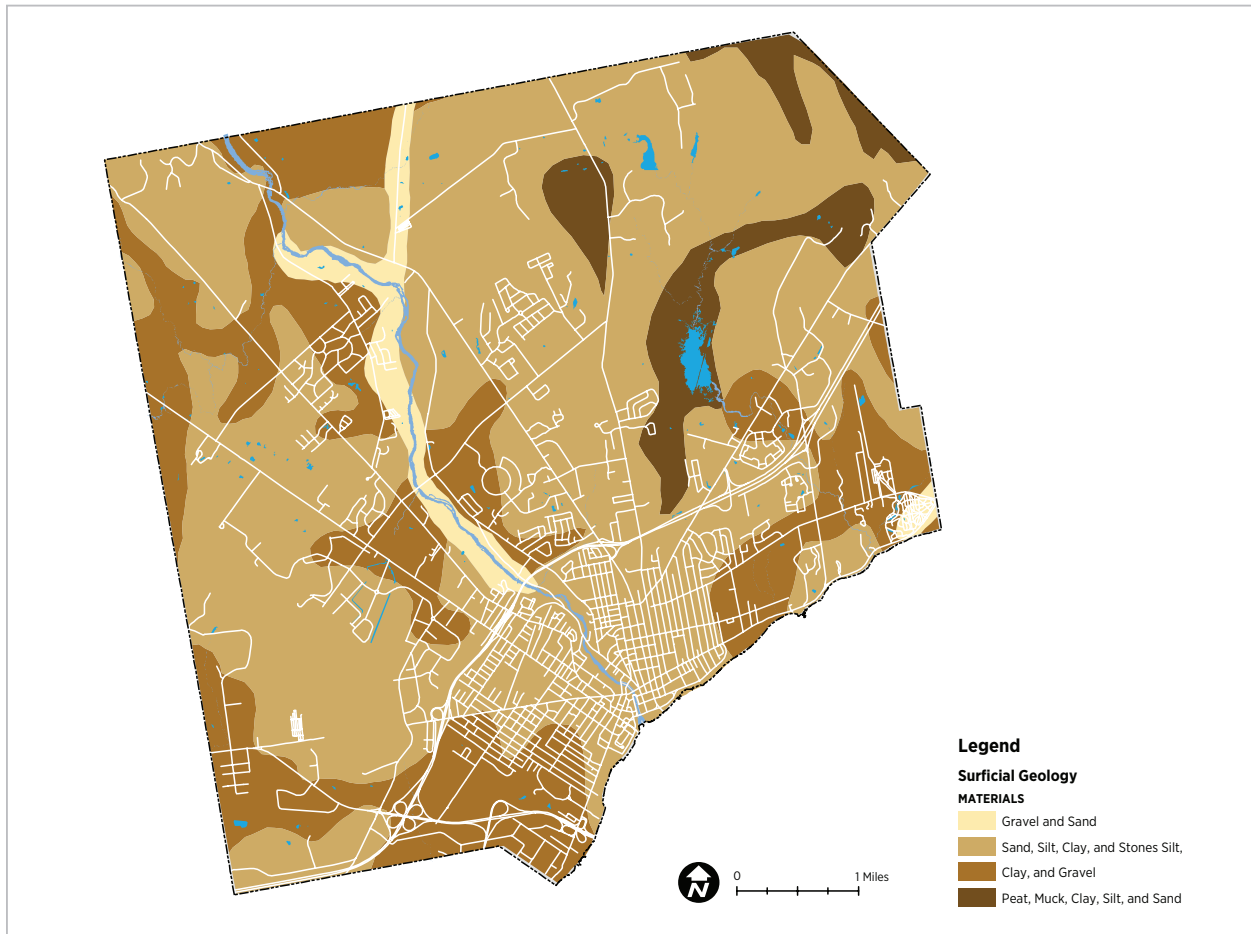 Legend
Surficial Geology
MATERIALS
Gravel and Sand
Sand, Silt, Clay, and Stones Silt,
Clay, and Gravel
Peat, Muck, Clay, Silt, and Sand
N
0 1 Miles